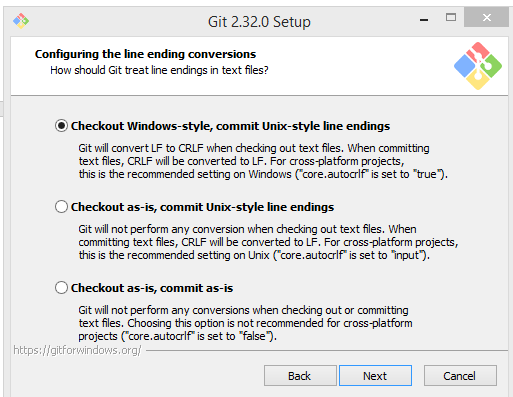 Git 2.32.0 Setup
Configuring the line ending conversions
How should Git treat line endings in text files?
Checkout Windows-style, commit Unix-style line endings
Git will convert LF to CRLF when checking out text files. When committing
text files, CRLF will be converted to LF. For cross-platform projects,
this is the recommended setting on Windows ("core.autocrlf" is set to "true").
Checkout as-is, commit Unix-style line endings
Git will not perform any conversion when checking out text files. When
committing text files, CRLF will be converted to LF. For cross-platform projects,
this is the recommended setting on Unix ("core.autocrlf" is set to "input").
Checkout as-is, commit as-is
Git will not perform any conversions when checking out or committing
text files. Choosing this option is not recommended for cross-platform
projects ("core.autocrlf" is set to "false").
https://gitforwindows.org/
Back Next Cancel